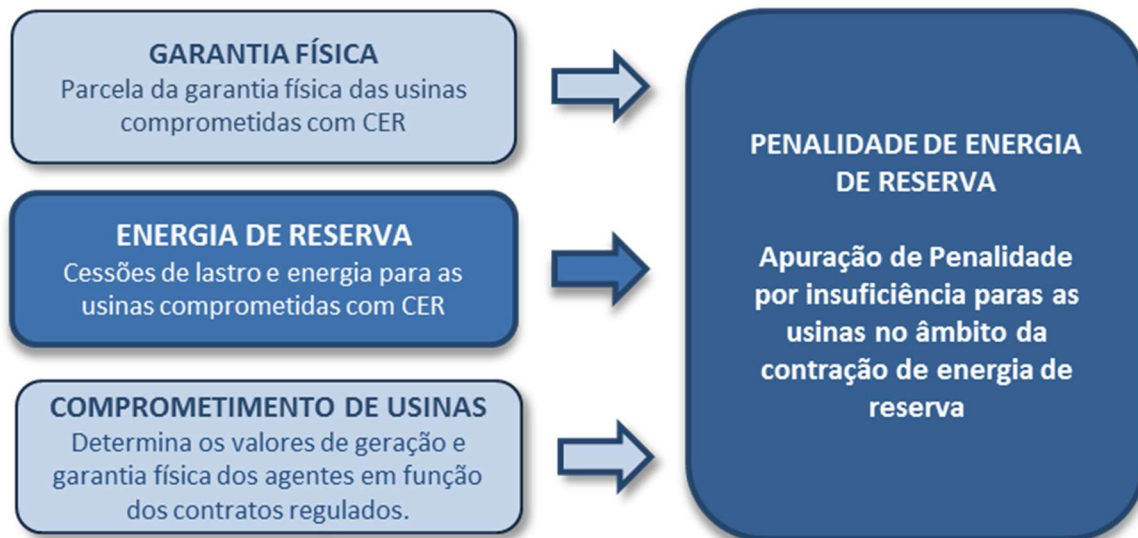 GARANTIA FÍSICA
Parcela da garantia física das usinas
comprometidas com CER
ENERGIA DE RESERVA
Cessões de lastro e energia para as
usinas comprometidas com CER
COMPROMETIMENTO DE USINAS
Determina os valores de geração e
garantia física dos agentes em função
dos contratos regulados.
PENALIDADE DE ENERGIA
DE RESERVA
Apuração de Penalidade
por insuficiência paras as
usinas no âmbito da
contração de energia de
reserva